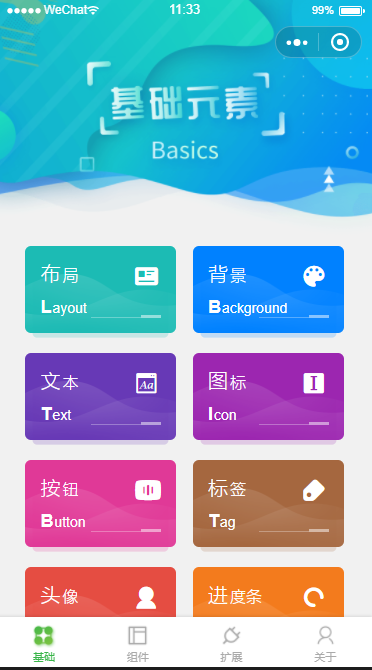 ●●●●● WeChat 11:33 99%
基础元素
Basics
布局 背景
Layout Background
文本 图标
Text Icon
按钮 标签
Button Tag
头像 进度条
基础 组件 扩展 关于